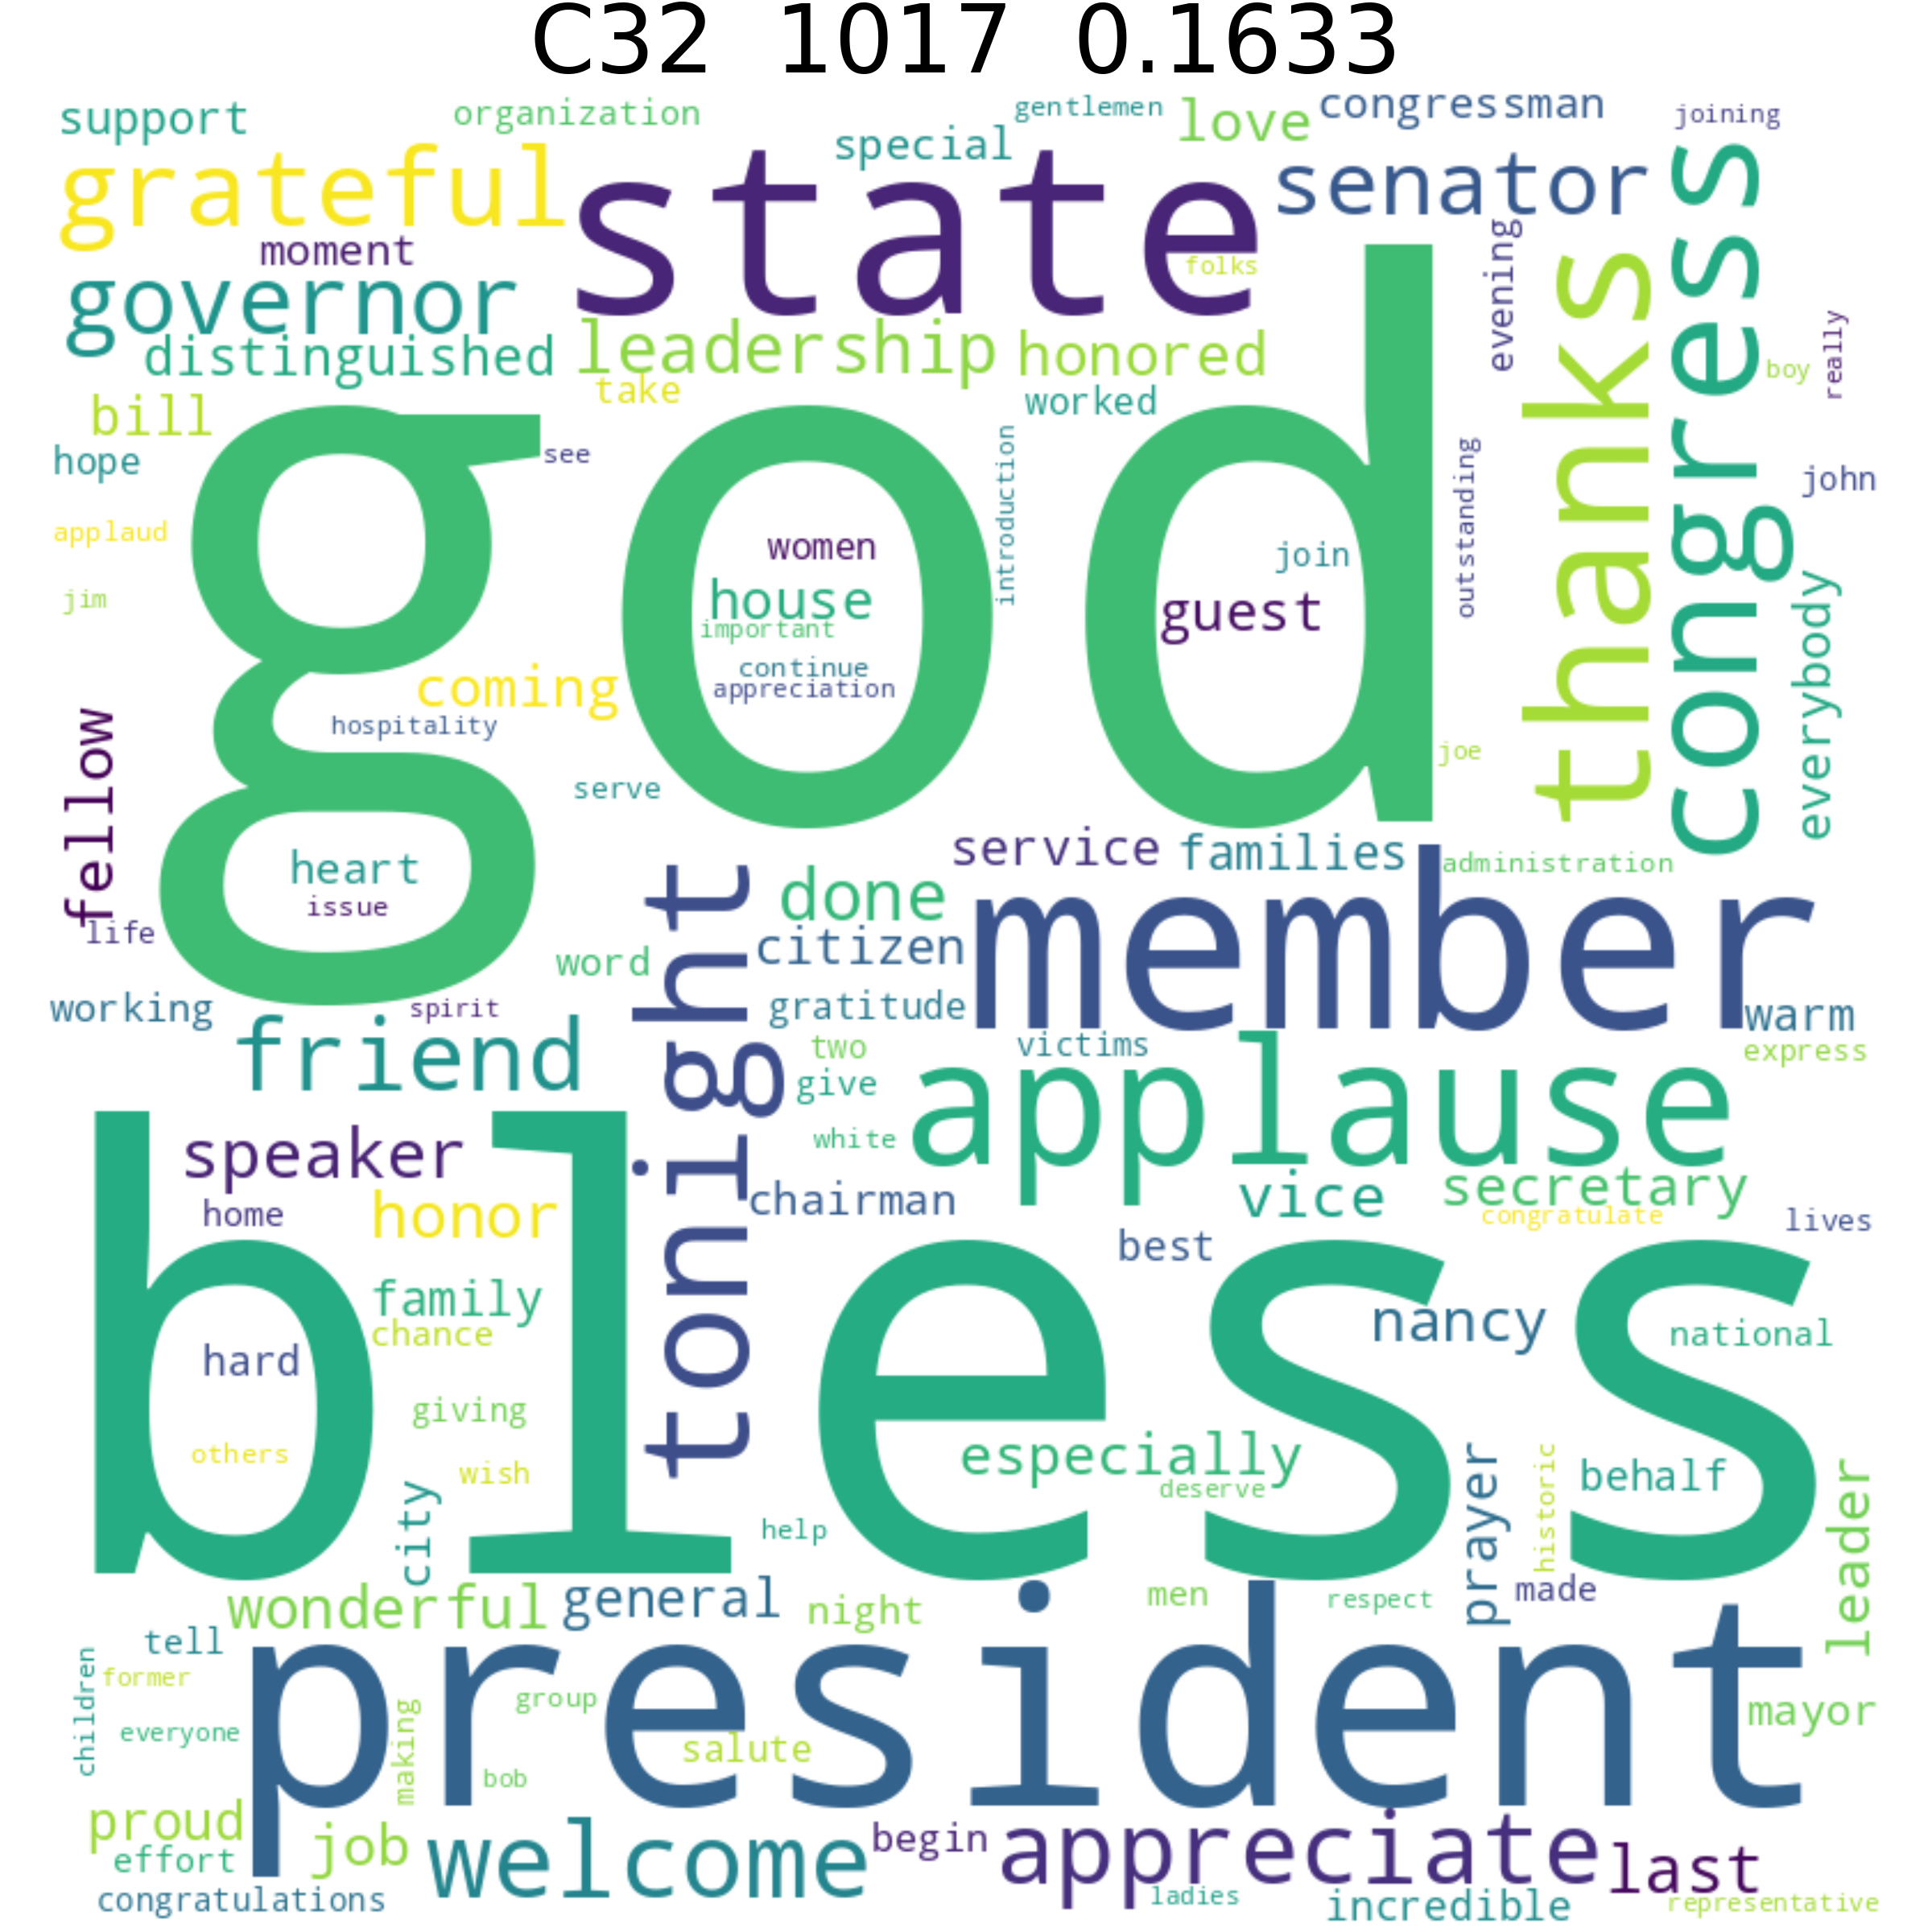 C32 1017 0.1633
support
organization
gentlemen
love
congressman
joining
special
grateful
state
senator
congress
moment
folks
evening
thanks
governor
distinguished
leadership
honored
boy
really
take
worked
bill
hope
see
god
introduction
outstanding
john
applaud
women
join
jim
house
guest
important
everybody
continue
appreciation
coming
hospitality
fellow
joe
serve
service
families
administration
heart
issue
done
member
life
word
citizen
tonight
working
spirit
gratitude
warm
friend
two
victims
express
give
applause
white
speaker
chairman
vice
secretary
home
honor
congratulate
lives
best
bless
family
nancy
national
chance
hard
giving
others
wish
especially
deserve
city
help
prayer
historic
behalf
leader
wonderful
general
night
men
respect
made
tell
president
children
former
group
mayor
everyone
making
salute
bob
proud
job
welcome
begin
appreciate
last
effort
congratulations
ladies
incredible
representative